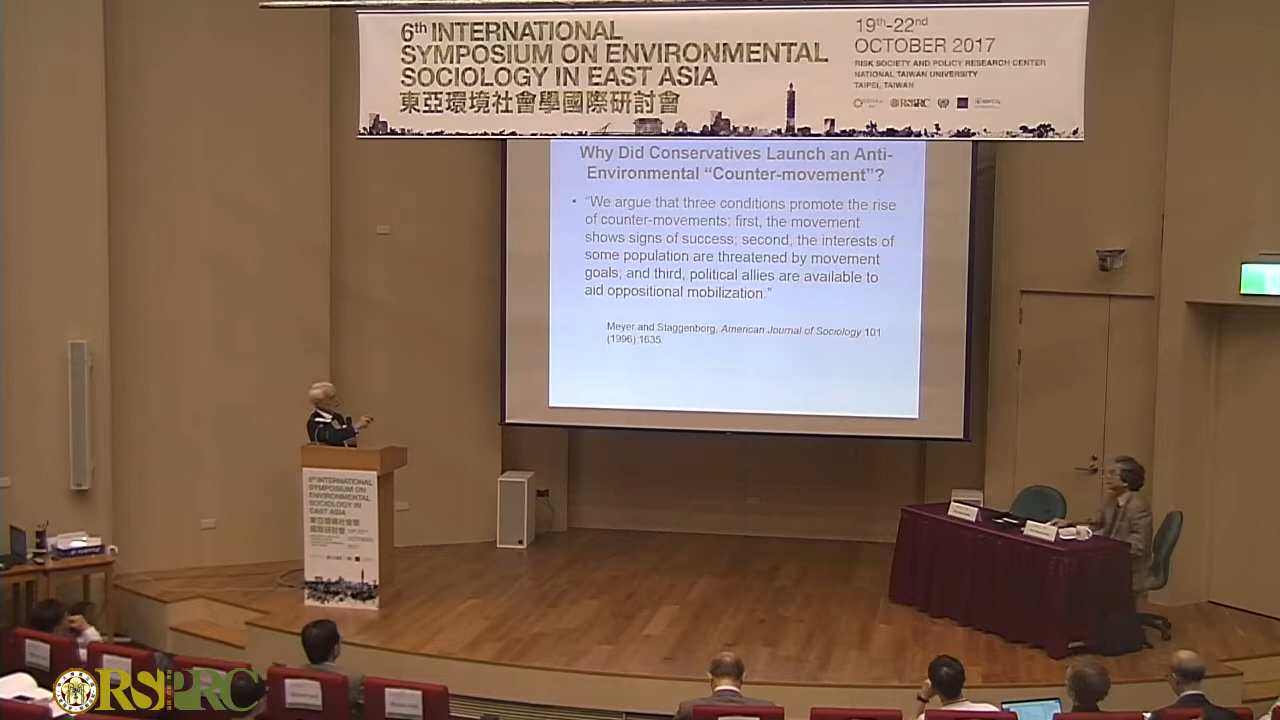 6th INTERNATIONAL
SYMPOSIUM ON ENVIRONMENTAL
SOCIOLOGY IN EAST ASIA
東亞環境社會學國際研討會
19th-22nd
OCTOBER 2017
RISK SOCIETY AND POLICY RESEARCH CENTER
NATIONAL TAIWAN UNIVERSITY
TAIPEI, TAIWAN
RSPRC
Why Did Conservatives Launch an Anti-
Environmental “Counter-movement”?
• “We argue that three conditions promote the rise
of counter-movements: first, the movement
shows signs of success; second, the interests of
some population are threatened by movement
goals; and third, political allies are available to
aid oppositional mobilization.”
Meyer and Staggenborg, American Journal of Sociology 101
(1996):1635
6th INTERNATIONAL
SYMPOSIUM ON
ENVIRONMENTAL
SOCIOLOGY IN
EAST ASIA
東亞環境社會學
國際研討會
RSPRC